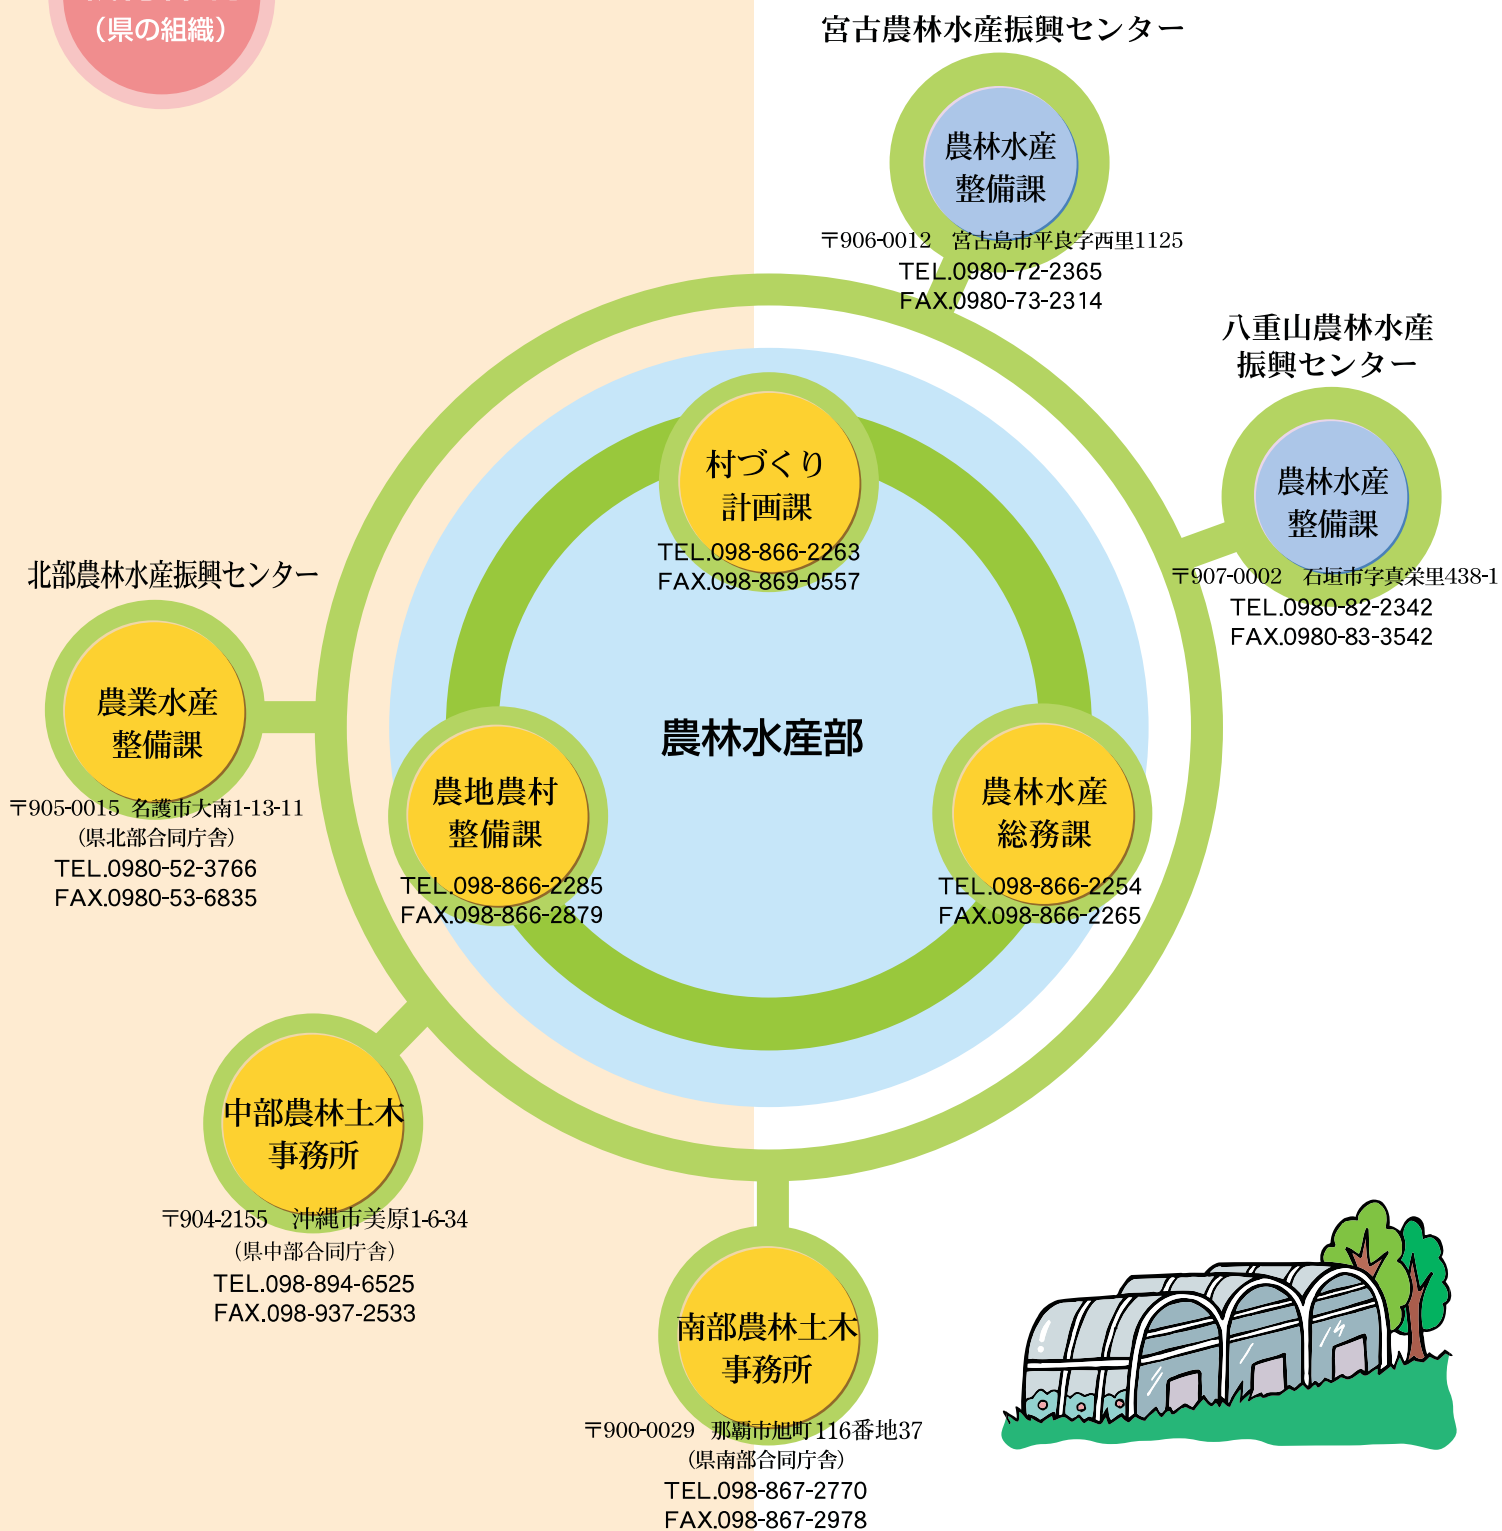 (県の組織)
宮古農林水産振興センター
農林水産
整備課
〒906-0012 宮古島市平良字西里1125
TEL.0980-72-2365
FAX.0980-73-2314
八重山農林水産
振興センター
農林水産
整備課
〒907-0002 石垣市字真栄里438-1
TEL.0980-82-2342
FAX.0980-83-3542
村づくり
計画課
TEL.098-866-2263
FAX.098-869-0557
北部農林水産振興センター
農業水産
整備課
〒905-0015 名護市大南1-13-11
(県北部合同庁舎)
TEL.0980-52-3766
FAX.0980-53-6835
農林水産部
農地農村
整備課
TEL.098-866-2285
FAX.098-866-2879
農林水産
総務課
TEL.098-866-2254
FAX.098-866-2265
中部農林土木
事務所
〒904-2155 沖縄市美原1-6-34
(県中部合同庁舎)
TEL.098-894-6525
FAX.098-937-2533
南部農林土木
事務所
〒900-0029 那覇市旭町116番地37
(県南部合同庁舎)
TEL.098-867-2770
FAX.098-867-2978